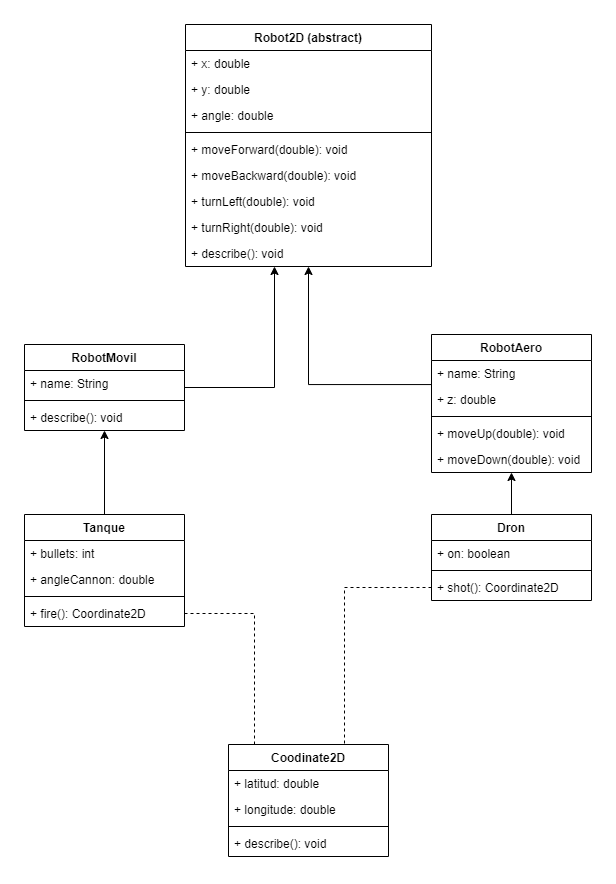 Robot2D (abstract)
+ x: double
+ y: double
+ angle: double
+ moveForward(double): void
+ moveBackward(double): void
+ turnLeft(double): void
+ turnRight(double): void
+ describe(): void
RobotMovil
+ name: String
+ describe(): void
RobotAero
+ name: String
+ z: double
+ moveUp(double): void
+ moveDown(double): void
Tanque
+ bullets: int
+ angleCannon: double
+ fire(): Coordinate2D
Dron
+ on: boolean
+ shot(): Coordinate2D
Coodinate2D
+ latitud: double
+ longitude: double
+ describe(): void